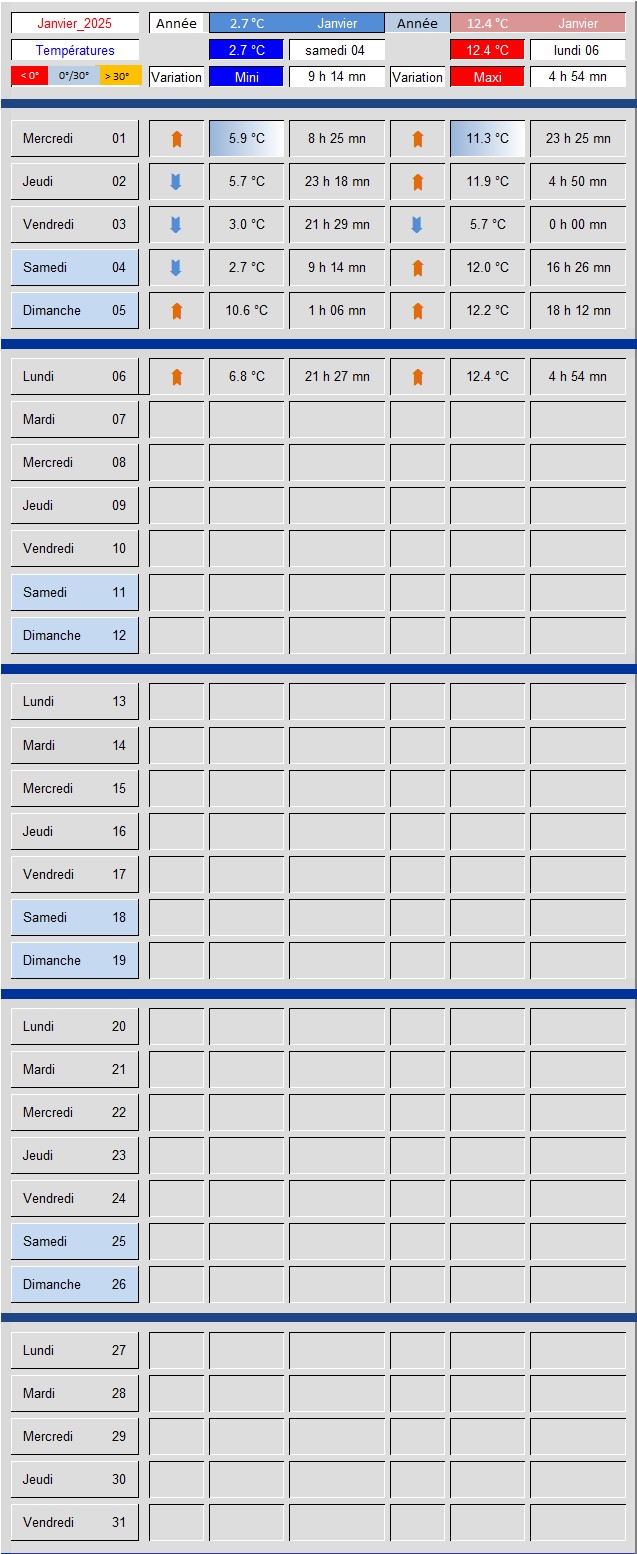 Janvier_2025 Année 2.7 °C Janvier Année 12.4 °C Janvier
Températures 2.7 °C samedi 04 12.4 °C lundi 06
< 0° 0°/30° > 30° Variation Mini 9 h 14 mn Variation Maxi 4 h 54 mn
Mercredi 01 5.9 °C 8 h 25 mn 11.3 °C 23 h 25 mn
Jeudi 02 5.7 °C 23 h 18 mn 11.9 °C 4 h 50 mn
Vendredi 03 3.0 °C 21 h 29 mn 5.7 °C 0 h 00 mn
Samedi 04 2.7 °C 9 h 14 mn 12.0 °C 16 h 26 mn
Dimanche 05 10.6 °C 1 h 06 mn 12.2 °C 18 h 12 mn
Lundi 06 6.8 °C 21 h 27 mn 12.4 °C 4 h 54 mn
Mardi 07
Mercredi 08
Jeudi 09
Vendredi 10
Samedi 11
Dimanche 12
Lundi 13
Mardi 14
Mercredi 15
Jeudi 16
Vendredi 17
Samedi 18
Dimanche 19
Lundi 20
Mardi 21
Mercredi 22
Jeudi 23
Vendredi 24
Samedi 25
Dimanche 26
Lundi 27
Mardi 28
Mercredi 29
Jeudi 30
Vendredi 31